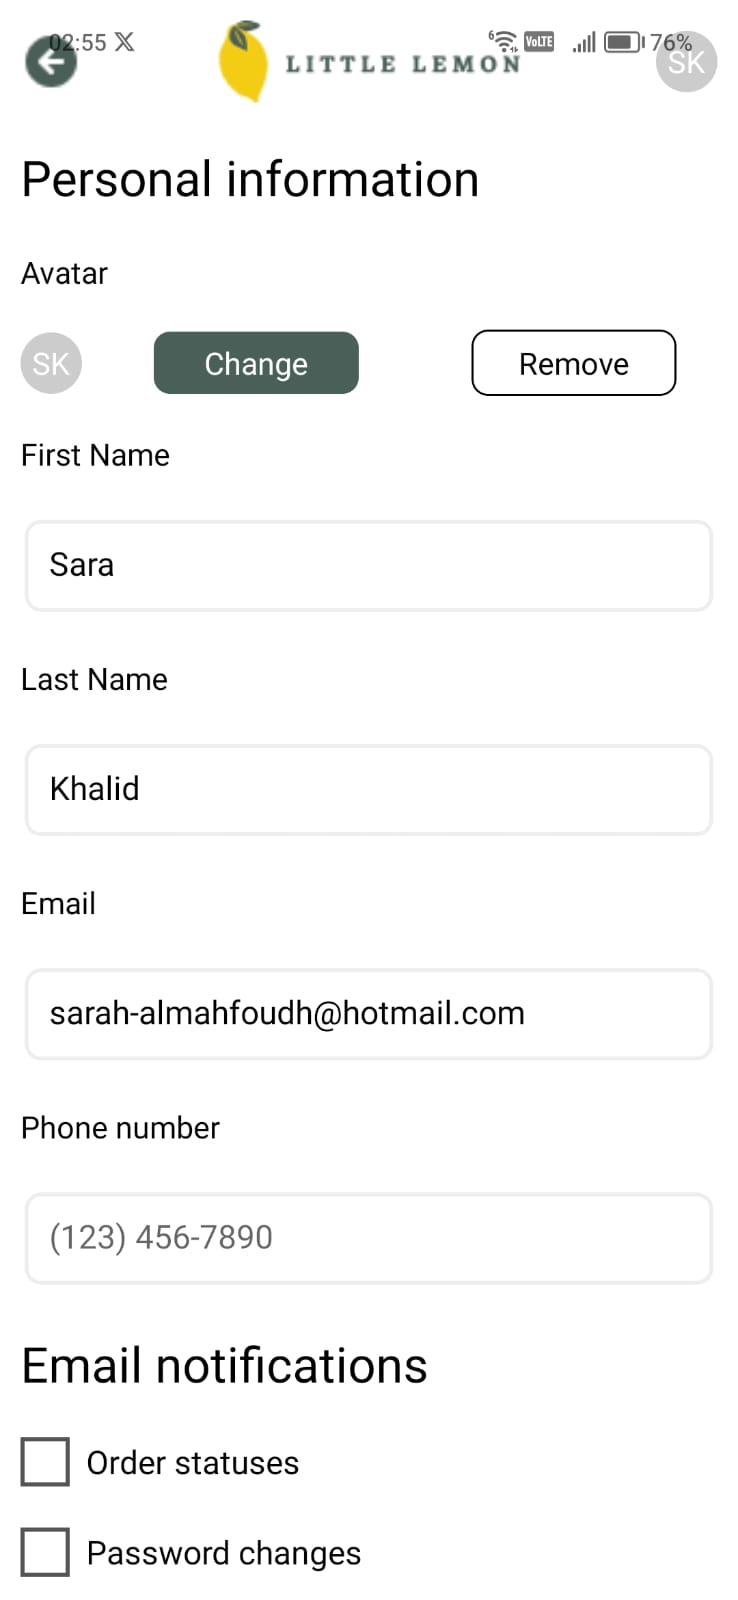 02:55 X 6 VoLTE 76%
LITTLE LEMON SK
Personal information
Avatar
SK Change Remove
First Name
Sara
Last Name
Khalid
Email
sarah-almahfoudh@hotmail.com
Phone number
(123) 456-7890
Email notifications
Order statuses
Password changes